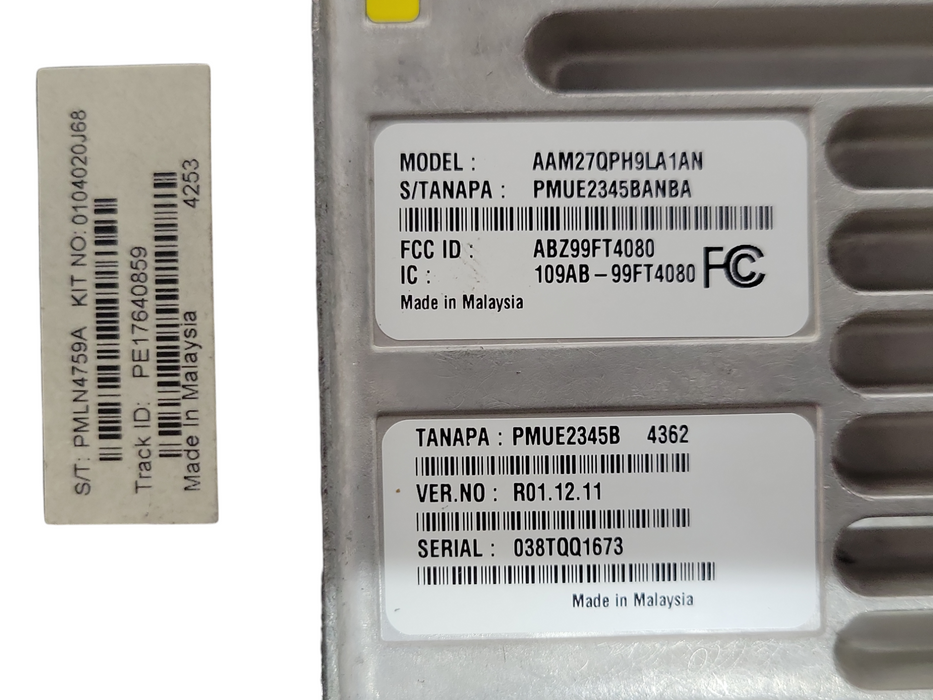 S/T: PMLN4759A KIT NO: 0104020J68
Track ID: PE17640859
Made In Malaysia 4253
MODEL : AAM27QPH9LA1AN
S/TANAPA : PMUE2345BANBA
FCC ID : ABZ99FT4080
IC : 109AB-99FT4080 FC
Made in Malaysia
TANAPA : PMUE2345B 4362
VER.NO : R01.12.11
SERIAL : 038TQQ1673
Made in Malaysia